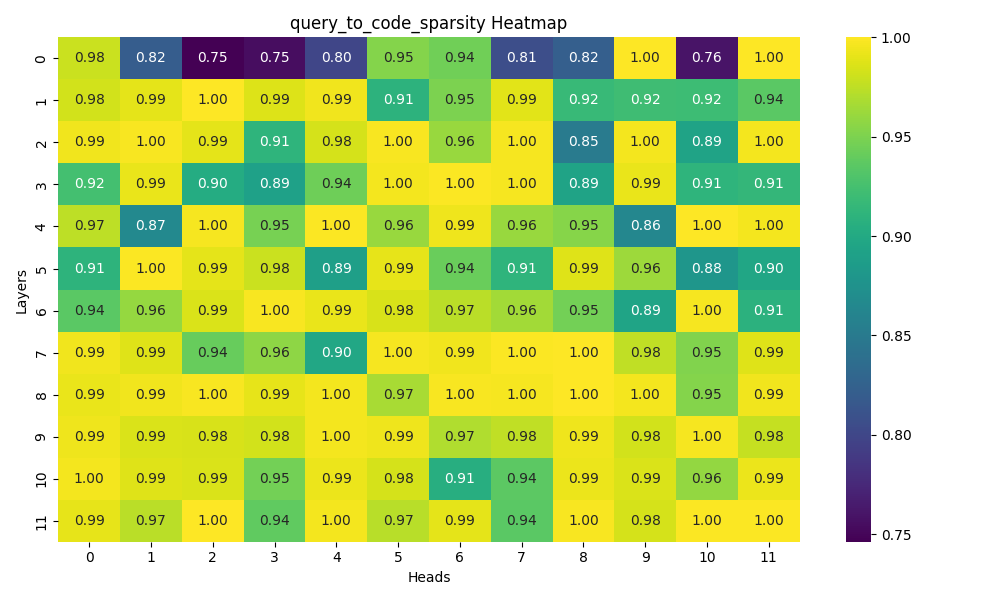 query_to_code_sparsity Heatmap
0 0.98 0.82 0.75 0.75 0.80 0.95 0.94 0.81 0.82 1.00 0.76 1.00
1 0.98 0.99 1.00 0.99 0.99 0.91 0.95 0.99 0.92 0.92 0.92 0.94
2 0.99 1.00 0.99 0.91 0.98 1.00 0.96 1.00 0.85 1.00 0.89 1.00
3 0.92 0.99 0.90 0.89 0.94 1.00 1.00 1.00 0.89 0.99 0.91 0.91
4 0.97 0.87 1.00 0.95 1.00 0.96 0.99 0.96 0.95 0.86 1.00 1.00
5 0.91 1.00 0.99 0.98 0.89 0.99 0.94 0.91 0.99 0.96 0.88 0.90
6 0.94 0.96 0.99 1.00 0.99 0.98 0.97 0.96 0.95 0.89 1.00 0.91
7 0.99 0.99 0.94 0.96 0.90 1.00 0.99 1.00 1.00 0.98 0.95 0.99
8 0.99 0.99 1.00 0.99 1.00 0.97 1.00 1.00 1.00 1.00 0.95 0.99
9 0.99 0.99 0.98 0.98 1.00 0.99 0.97 0.98 0.99 0.98 1.00 0.98
10 1.00 0.99 0.99 0.95 0.99 0.98 0.91 0.94 0.99 0.99 0.96 0.99
11 0.99 0.97 1.00 0.94 1.00 0.97 0.99 0.94 1.00 0.98 1.00 1.00
0 1 2 3 4 5 6 7 8 9 10 11
Heads
Layers
1.00
0.95
0.90
0.85
0.80
0.75